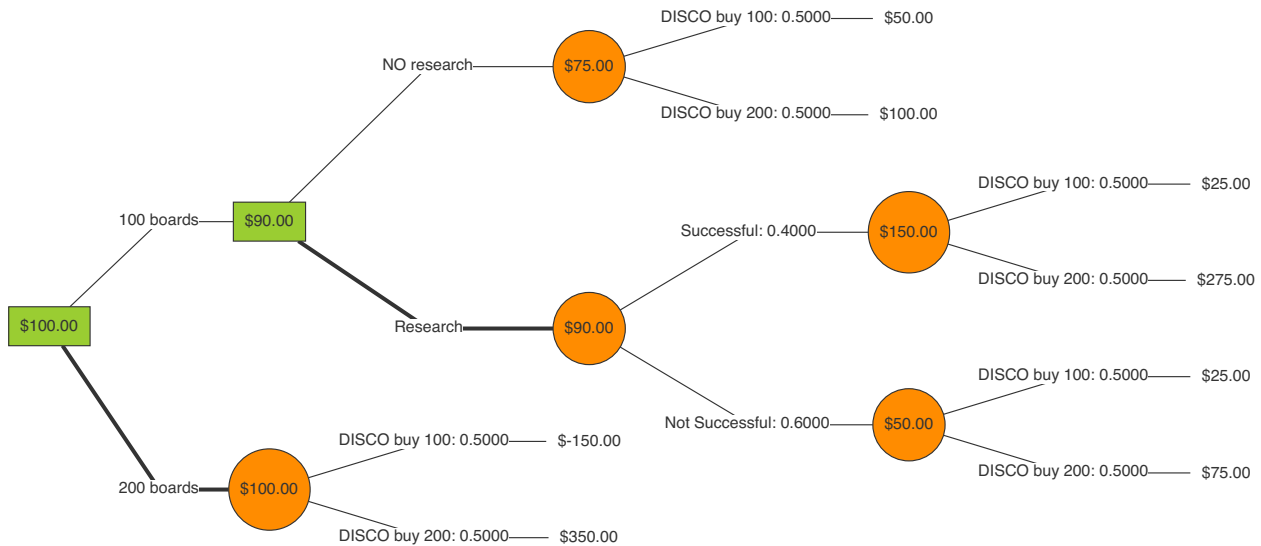 DISCO buy 100: 0.5000 $50.00
$75.00
NO research
DISCO buy 200: 0.5000 $100.00
DISCO buy 100: 0.5000 $25.00
100 boards $90.00
Successful: 0.4000 $150.00
DISCO buy 200: 0.5000 $275.00
$100.00
Research $90.00
DISCO buy 100: 0.5000 $25.00
Not Successful: 0.6000 $50.00
DISCO buy 100: 0.5000 $-150.00
DISCO buy 200: 0.5000 $75.00
200 boards $100.00
DISCO buy 200: 0.5000 $350.00